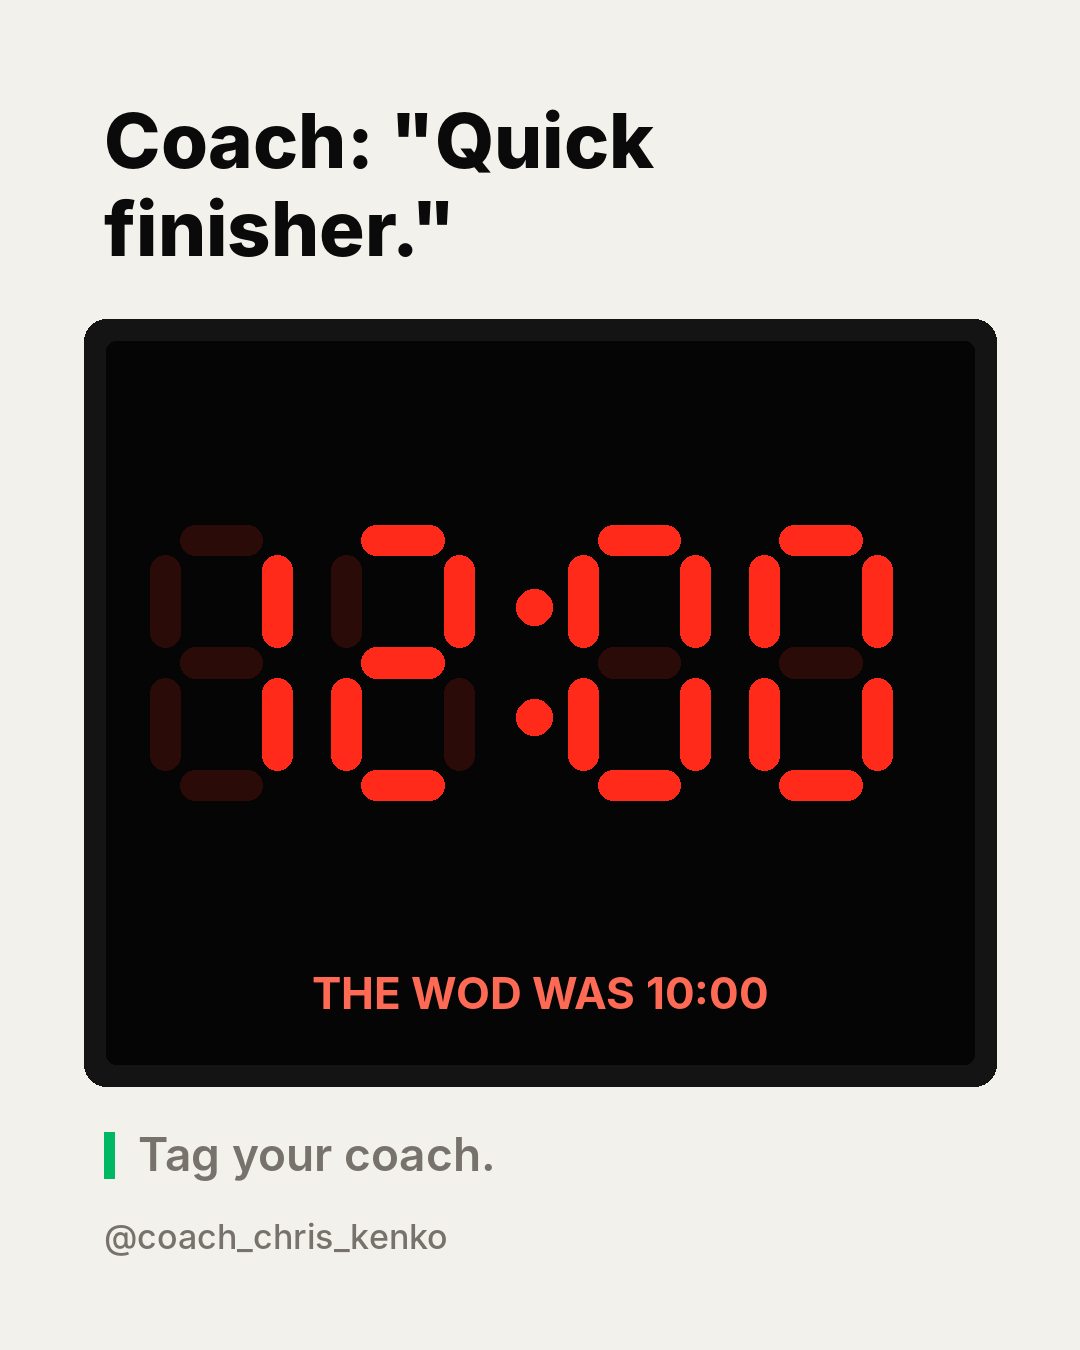 Coach: "Quick
finisher."
12:00
THE WOD WAS 10:00
Tag your coach.
@coach_chris_kenko